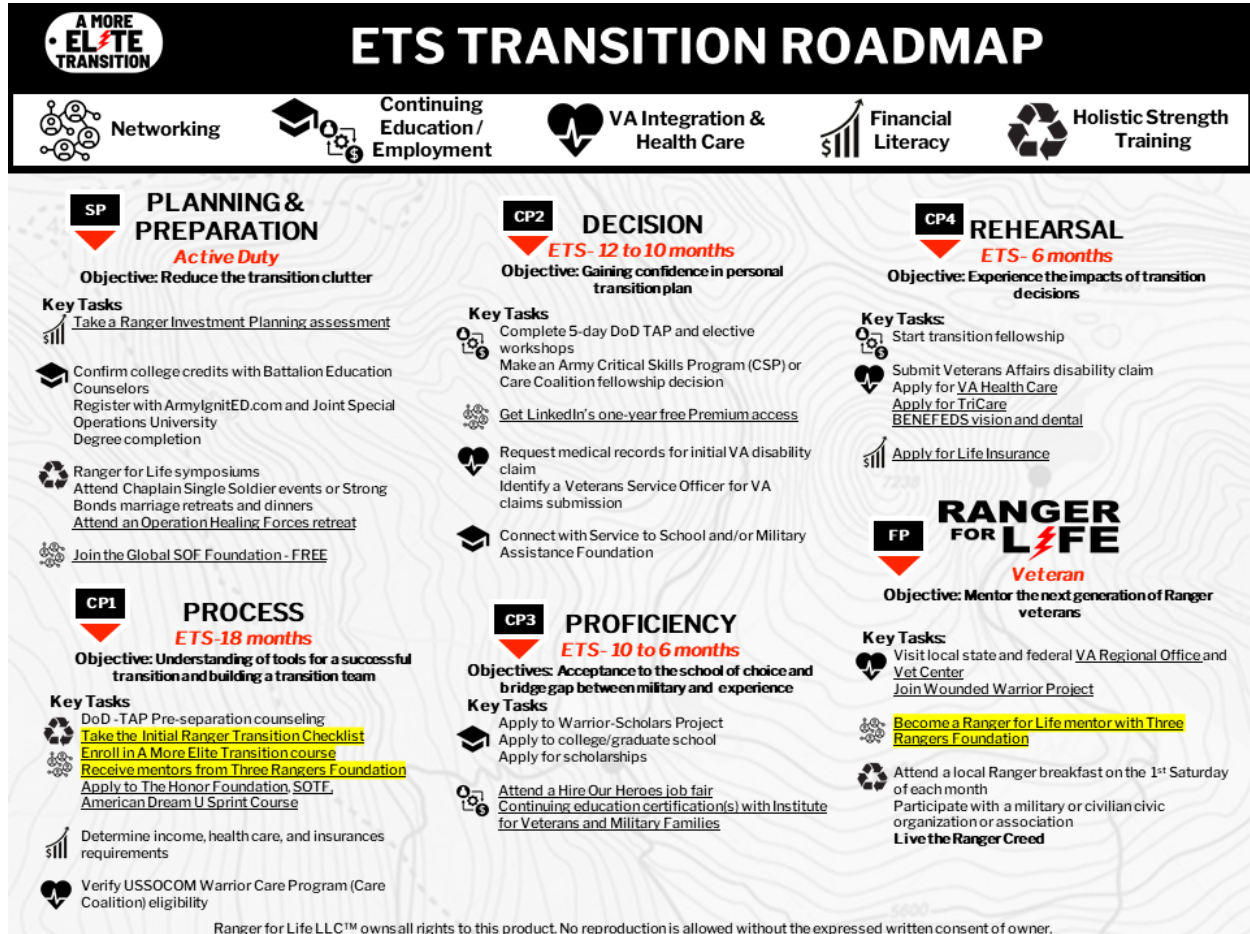 A MORE
ELITE
TRANSITION
ETS TRANSITION ROADMAP
Networking
Continuing
Education /
Employment
VA Integration &
Health Care
Financial
Literacy
Holistic Strength
Training
SP
PLANNING &
PREPARATION
Active Duty
Objective: Reduce the transition clutter
Key Tasks
Take a Ranger Investment Planning assessment
Confirm college credits with Battalion Education
Counselors
Register with ArmyIgnitED.com and Joint Special
Operations University
Degree completion
Ranger for Life symposiums
Attend Chaplain Single Soldier events or Strong
Bonds marriage retreats and dinners
Attend an Operation Healing Forces retreat
Join the Global SOF Foundation - FREE
CP1
PROCESS
ETS-18 months
Objective: Understanding of tools for a successful
transition and building a transition team
Key Tasks
DoD -TAP Pre-separation counseling
Take the Initial Ranger Transition Checklist
Enroll in A More Elite Transition course
Receive mentors from Three Rangers Foundation
Apply to The Honor Foundation, SOTF,
American Dream U Sprint Course
Determine income, health care, and insurances
requirements
Verify USSOCOM Warrior Care Program (Care
Coalition) eligibility
CP2
DECISION
ETS- 12 to 10 months
Objective: Gaining confidence in personal
transition plan
Key Tasks
Complete 5-day DoD TAP and elective
workshops
Make an Army Critical Skills Program (CSP) or
Care Coalition fellowship decision
Get LinkedIn's one-year free Premium access
Request medical records for initial VA disability
claim
Identify a Veterans Service Officer for VA
claims submission
Connect with Service to School and/or Military
Assistance Foundation
CP3
PROFICIENCY
ETS- 10 to 6 months
Objectives: Acceptance to the school of choice and
bridge gap between military and experience
Key Tasks
Apply to Warrior-Scholars Project
Apply to college/graduate school
Apply for scholarships
Attend a Hire Our Heroes job fair
Continuing education certification(s) with Institute
for Veterans and Military Families
CP4
REHEARSAL
ETS- 6 months
Objective: Experience the impacts of transition
decisions
Key Tasks:
Start transition fellowship
Submit Veterans Affairs disability claim
Apply for VA Health Care
Apply for TriCare
BENEFEDS vision and dental
Apply for Life Insurance
7238
FP
RANGER
FOR LIFE
Veteran
Objective: Mentor the next generation of Ranger
veterans
Key Tasks:
Visit local state and federal VA Regional Office and
Vet Center
Join Wounded Warrior Project
Become a Ranger for Life mentor with Three
Rangers Foundation
Attend a local Ranger breakfast on the 1st Saturday
of each month
Participate with a military or civilian civic
organization or association
Live the Ranger Creed
5600
Ranger for Life LLC™ owns all rights to this product. No reproduction is allowed without the expressed written consent of owner.